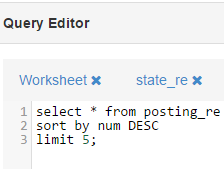 Query Editor
Worksheet ✖ state_re ✖
1 select * from posting_re
2 sort by num DESC
3 limit 5;